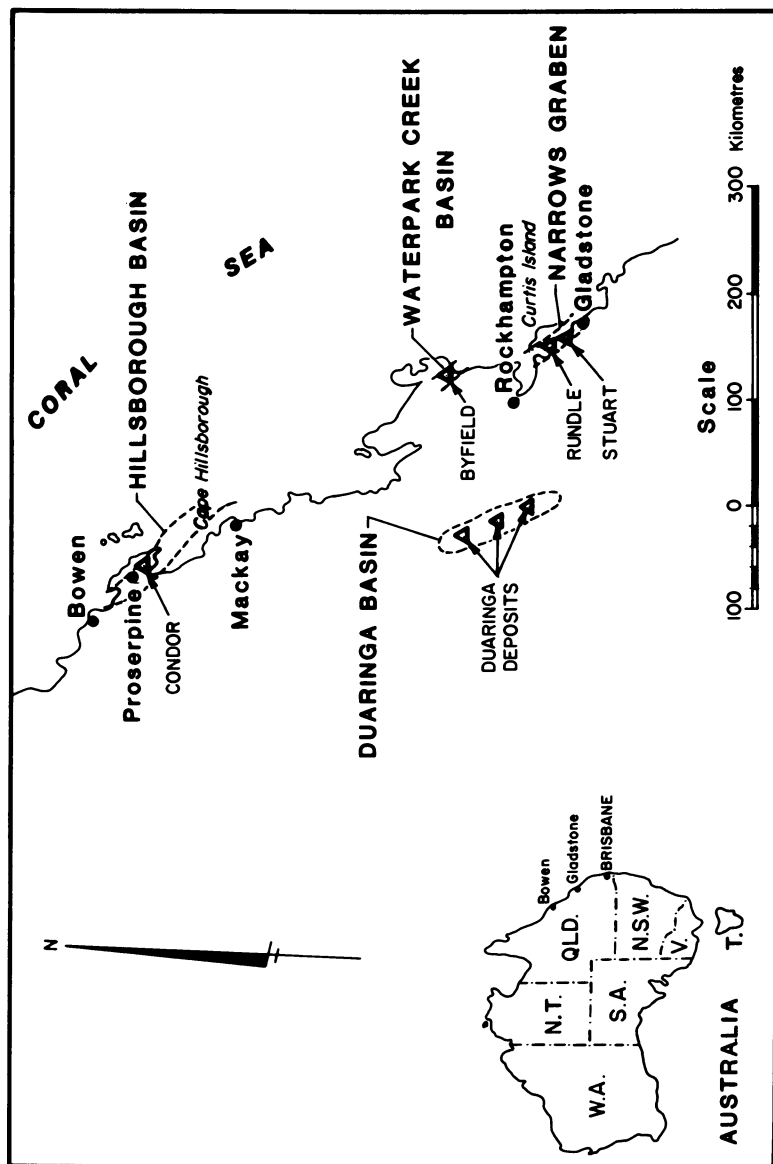 N
CORAL
SEA
Bowen
HILLSBOROUGH BASIN
Proserpine
CONDOR
Cape Hillsborough
Mackay
DUARINGA BASIN
WATERPARK CREEK
BASIN
BYFIELD
DUARINGA
DEPOSITS
Rockhampton
Curtis Island
NARROWS GRABEN
RUNDLE
STUART
Gladstone
Bowen
Gladstone
BRISBANE
QLD.
N.T.
W.A.
S.A.
N.S.W.
V.
T.
AUSTRALIA
Scale
100
0
100
200
300
Kilometres